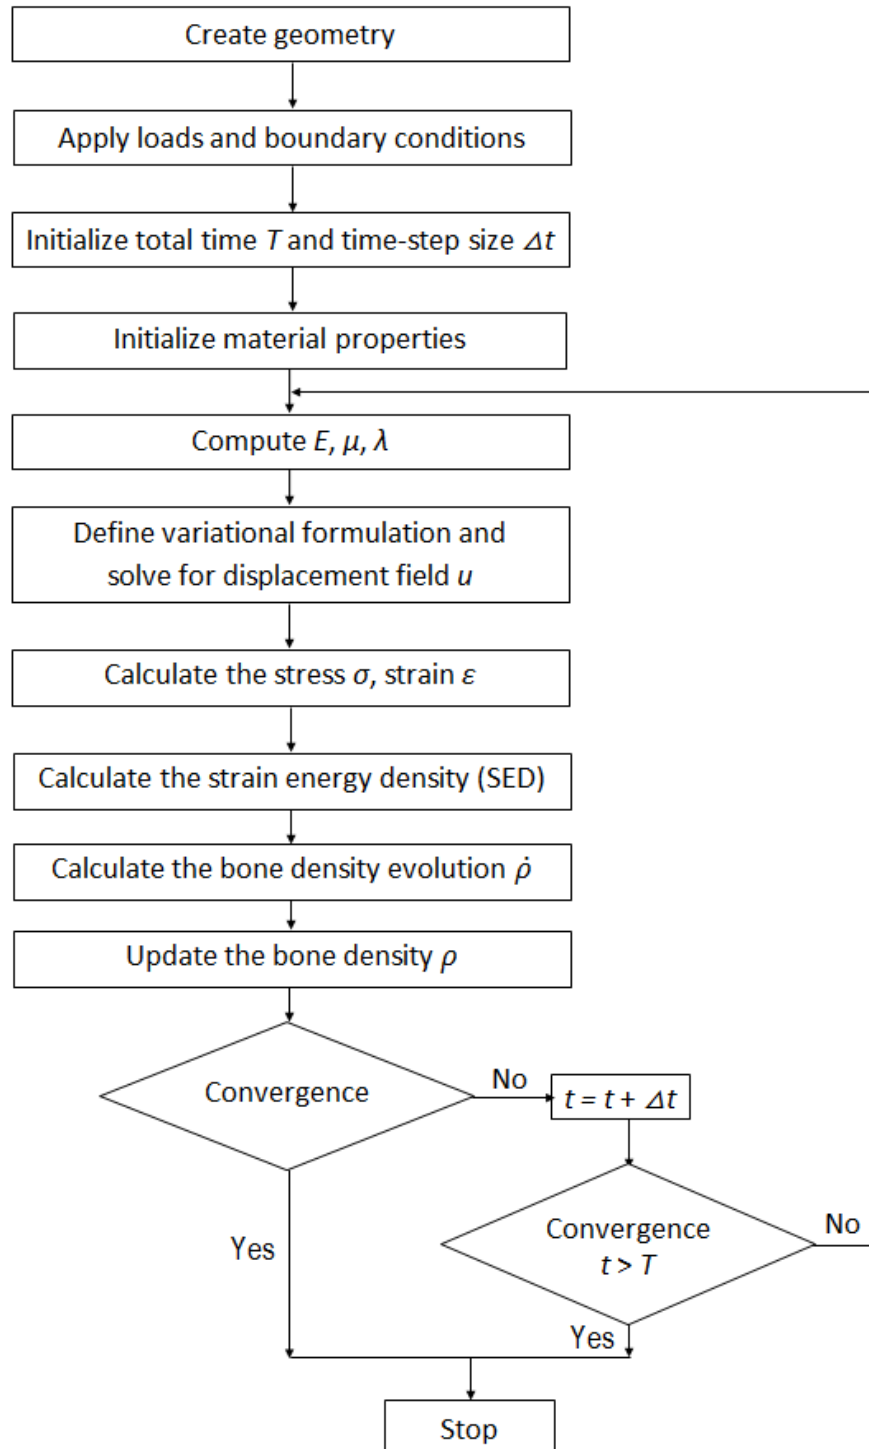 Create geometry
Apply loads and boundary conditions
Initialize total time T and time-step size Δt
Initialize material properties
Compute E, μ, λ
Define variational formulation and
solve for displacement field u
Calculate the stress σ, strain ε
Calculate the strain energy density (SED)
Calculate the bone density evolution ρ̇
Update the bone density ρ
Convergence
No
t = t + Δt
Yes
Convergence
t > T
No
Yes
Stop